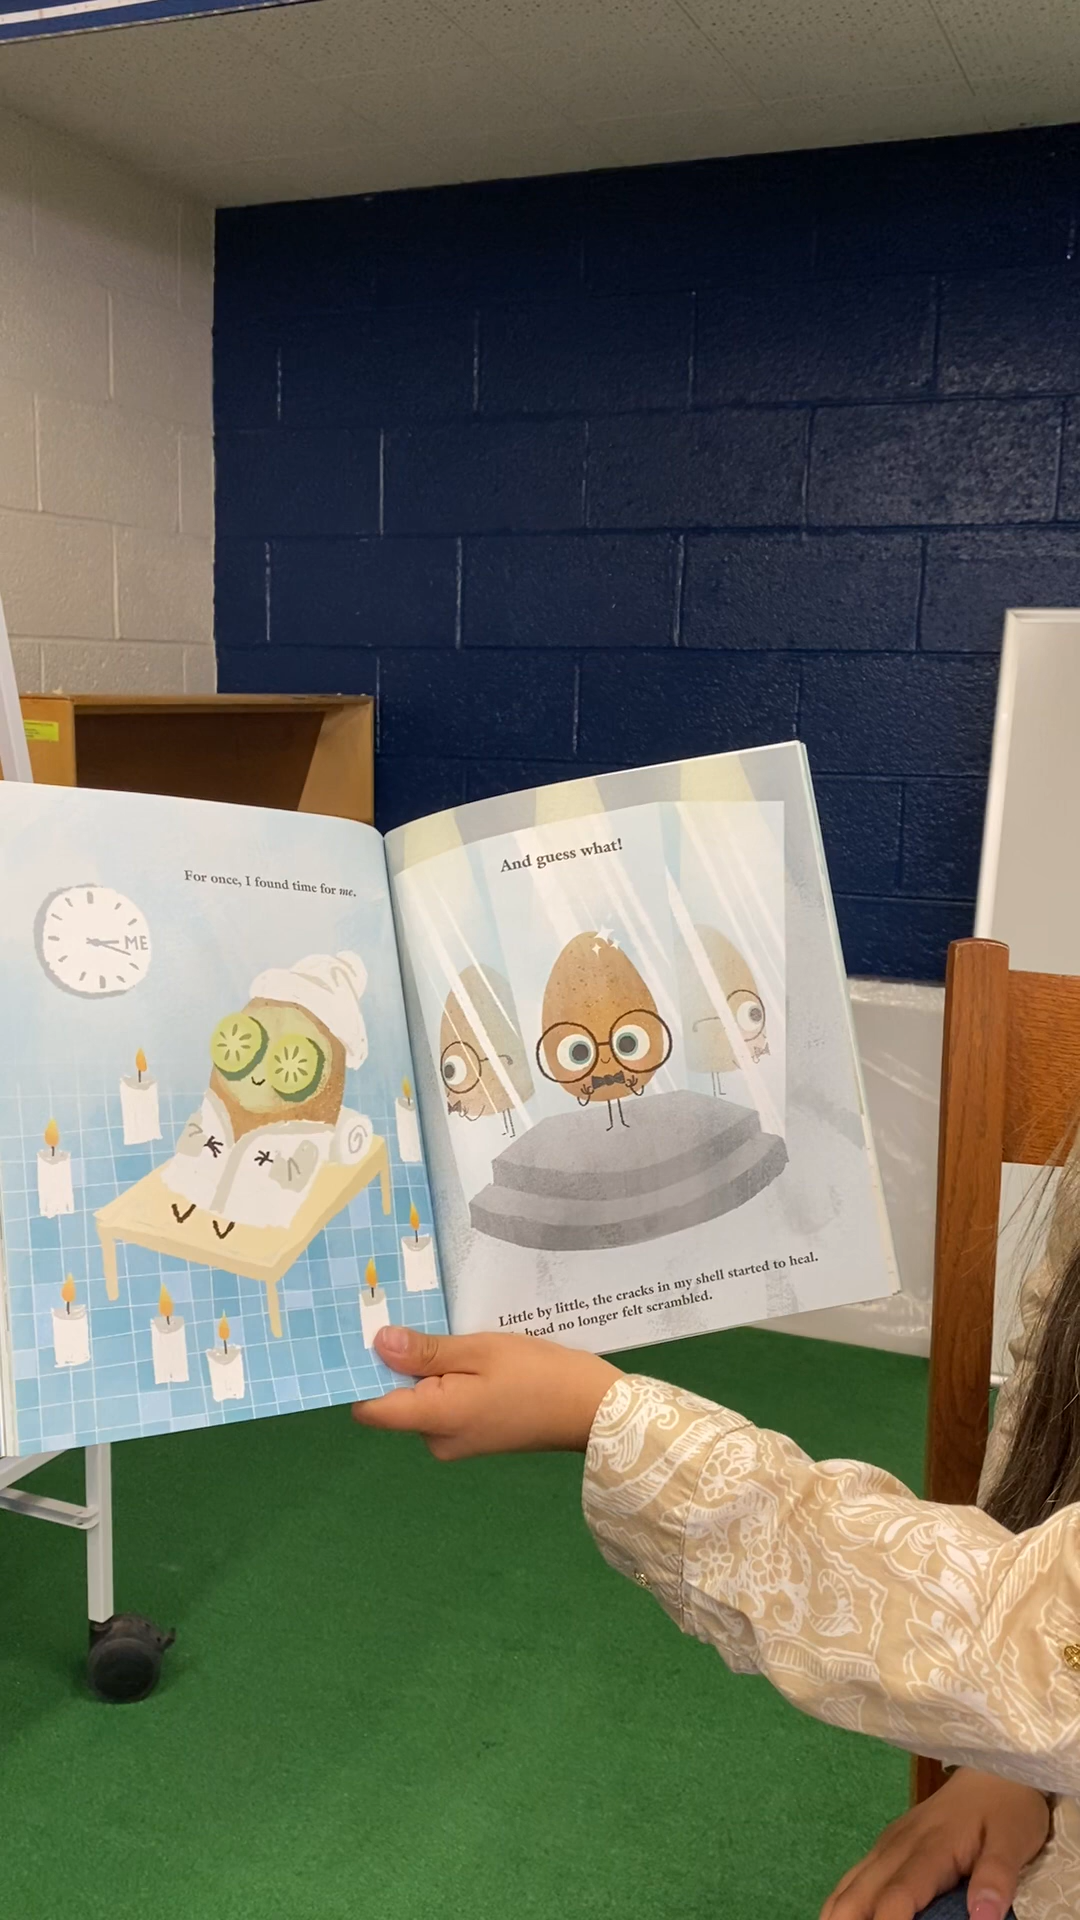 For once, I found time for me.
ME
And guess what!
Little by little, the cracks in my shell started to heal.
head no longer felt scrambled.